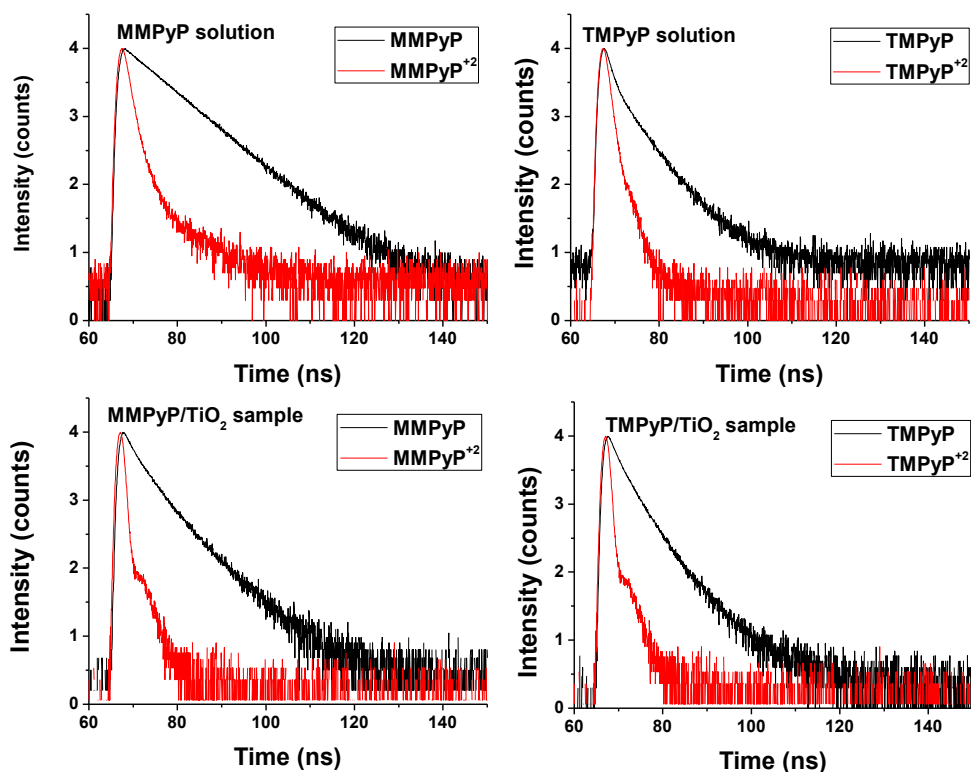 MMPyP solution
MMPyP
MMPyP⁺²
Intensity (counts)
4
3
2
1
0
60 80 100 120 140
Time (ns)
TMPyP solution
TMPyP
TMPyP⁺²
Intensity (counts)
4
3
2
1
0
60 80 100 120 140
Time (ns)
MMPyP/TiO₂ sample
MMPyP
MMPyP⁺²
Intensity (counts)
4
3
2
1
0
60 80 100 120 140
Time (ns)
TMPyP/TiO₂ sample
TMPyP
TMPyP⁺²
Intensity (counts)
4
3
2
1
0
60 80 100 120 140
Time (ns)